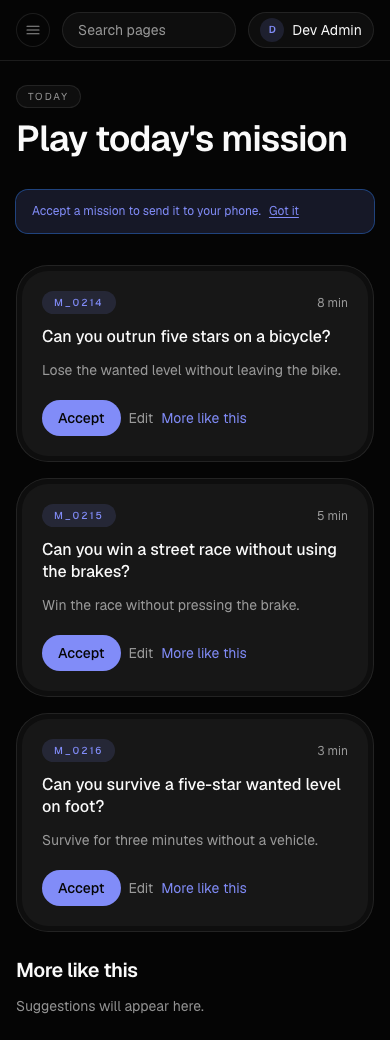 Search pages
D
Dev Admin
TODAY
Play today's mission
Accept a mission to send it to your phone. Got it
M_0214
8 min
Can you outrun five stars on a bicycle?
Lose the wanted level without leaving the bike.
Accept Edit More like this
M_0215
5 min
Can you win a street race without using
the brakes?
Win the race without pressing the brake.
Accept Edit More like this
M_0216
3 min
Can you survive a five-star wanted level
on foot?
Survive for three minutes without a vehicle.
Accept Edit More like this
More like this
Suggestions will appear here.